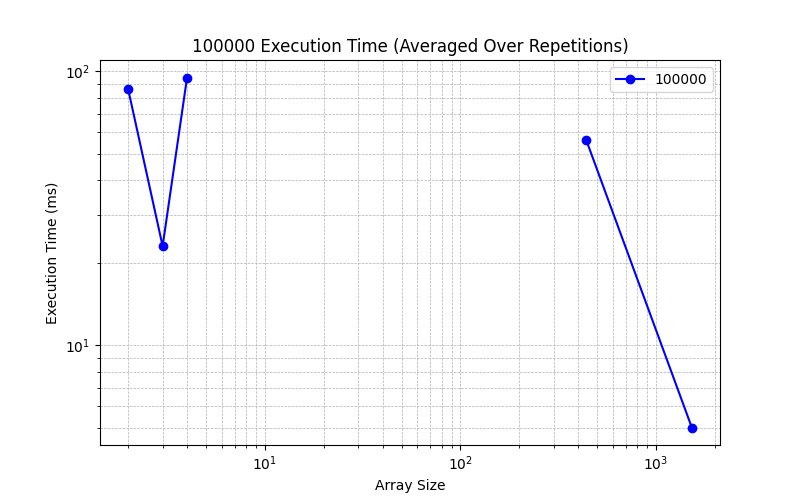 100000 Execution Time (Averaged Over Repetitions)
100000
Execution Time (ms)
10²
10¹
10¹
10²
10³
Array Size